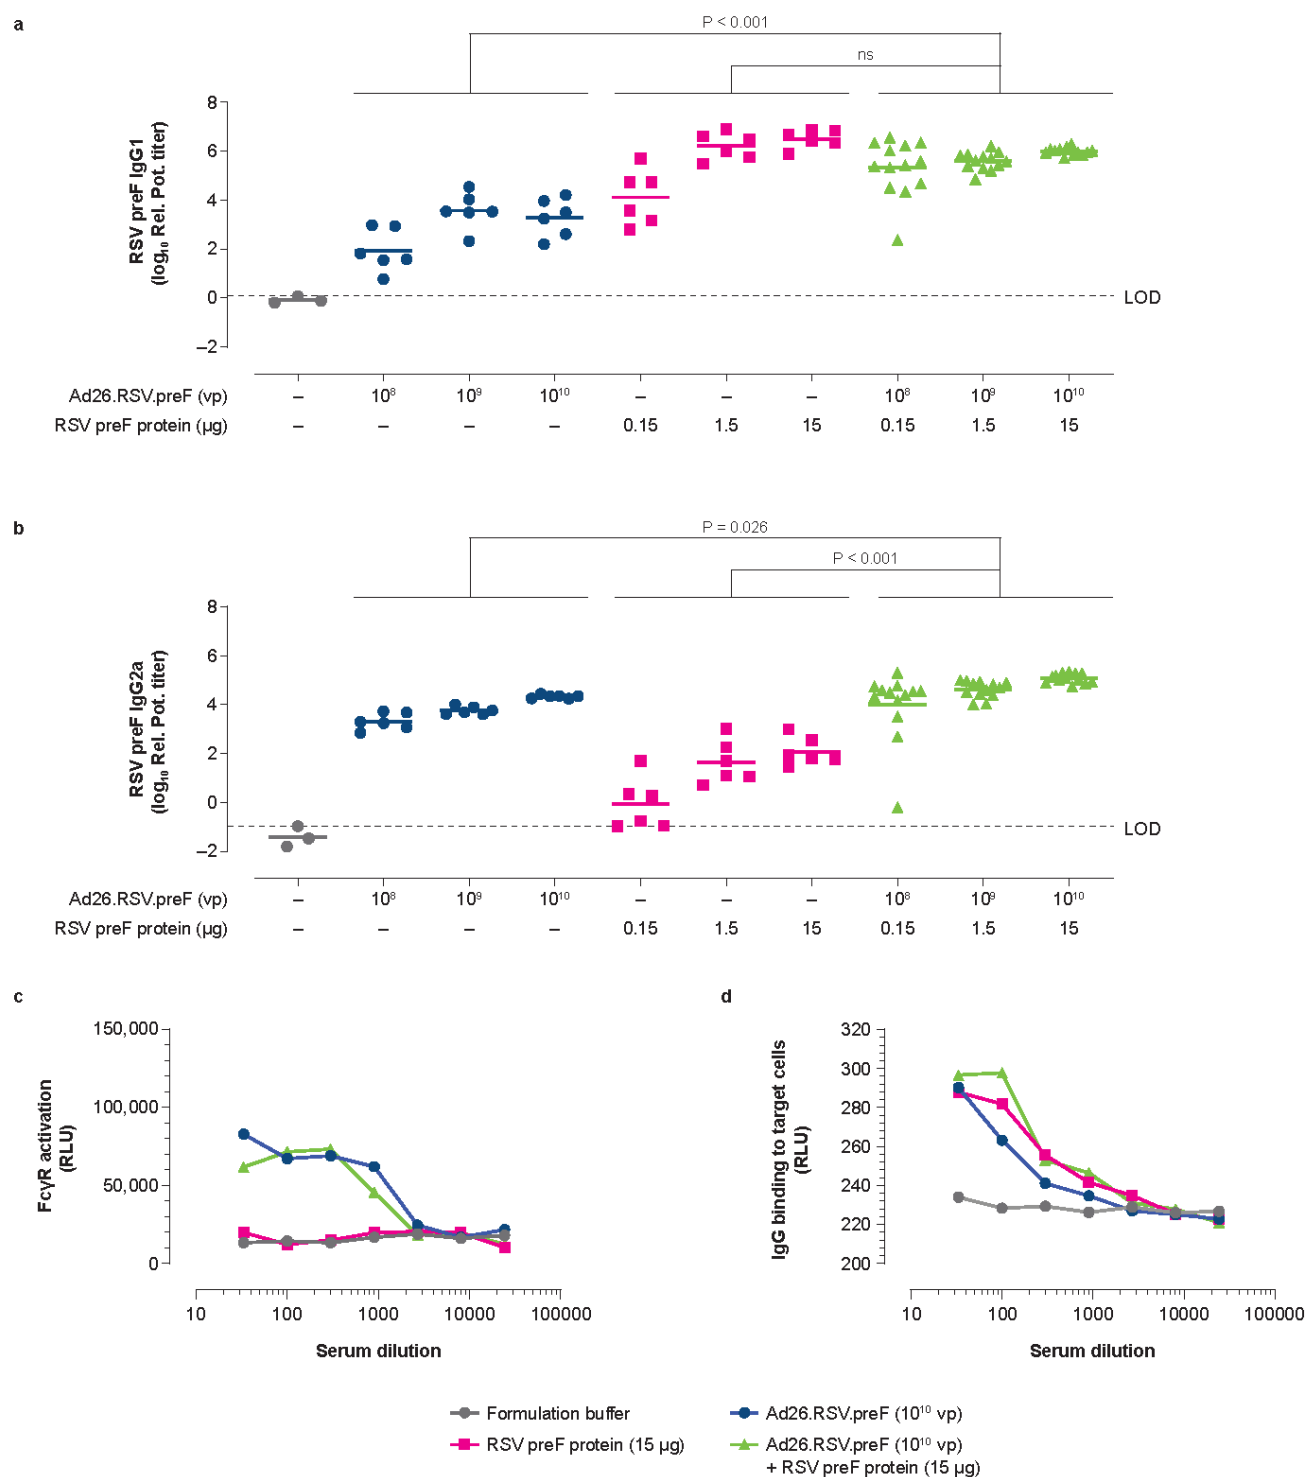 a
P < 0.001
ns
RSV preF IgG1
(log₁₀ Rel. Pot. titer)
8
6
4
2
0
–2
LOD
Ad26.RSV.preF (vp) – 10⁸ 10⁹ 10¹⁰ – – – 10⁸ 10⁹ 10¹⁰
RSV preF protein (µg) – – – – 0.15 1.5 15 0.15 1.5 15
b
P = 0.026
P < 0.001
RSV preF IgG2a
(log₁₀ Rel. Pot. titer)
8
6
4
2
0
–2
LOD
Ad26.RSV.preF (vp) – 10⁸ 10⁹ 10¹⁰ – – – 10⁸ 10⁹ 10¹⁰
RSV preF protein (µg) – – – – 0.15 1.5 15 0.15 1.5 15
c
FcγR activation
(RLU)
150,000
100,000
50,000
0
10 100 1000 10000 100000
Serum dilution
d
IgG binding to target cells
(RLU)
320
300
280
260
240
220
200
10 100 1000 10000 100000
Serum dilution
Formulation buffer
RSV preF protein (15 µg)
Ad26.RSV.preF (10¹⁰ vp)
Ad26.RSV.preF (10¹⁰ vp)
+ RSV preF protein (15 µg)